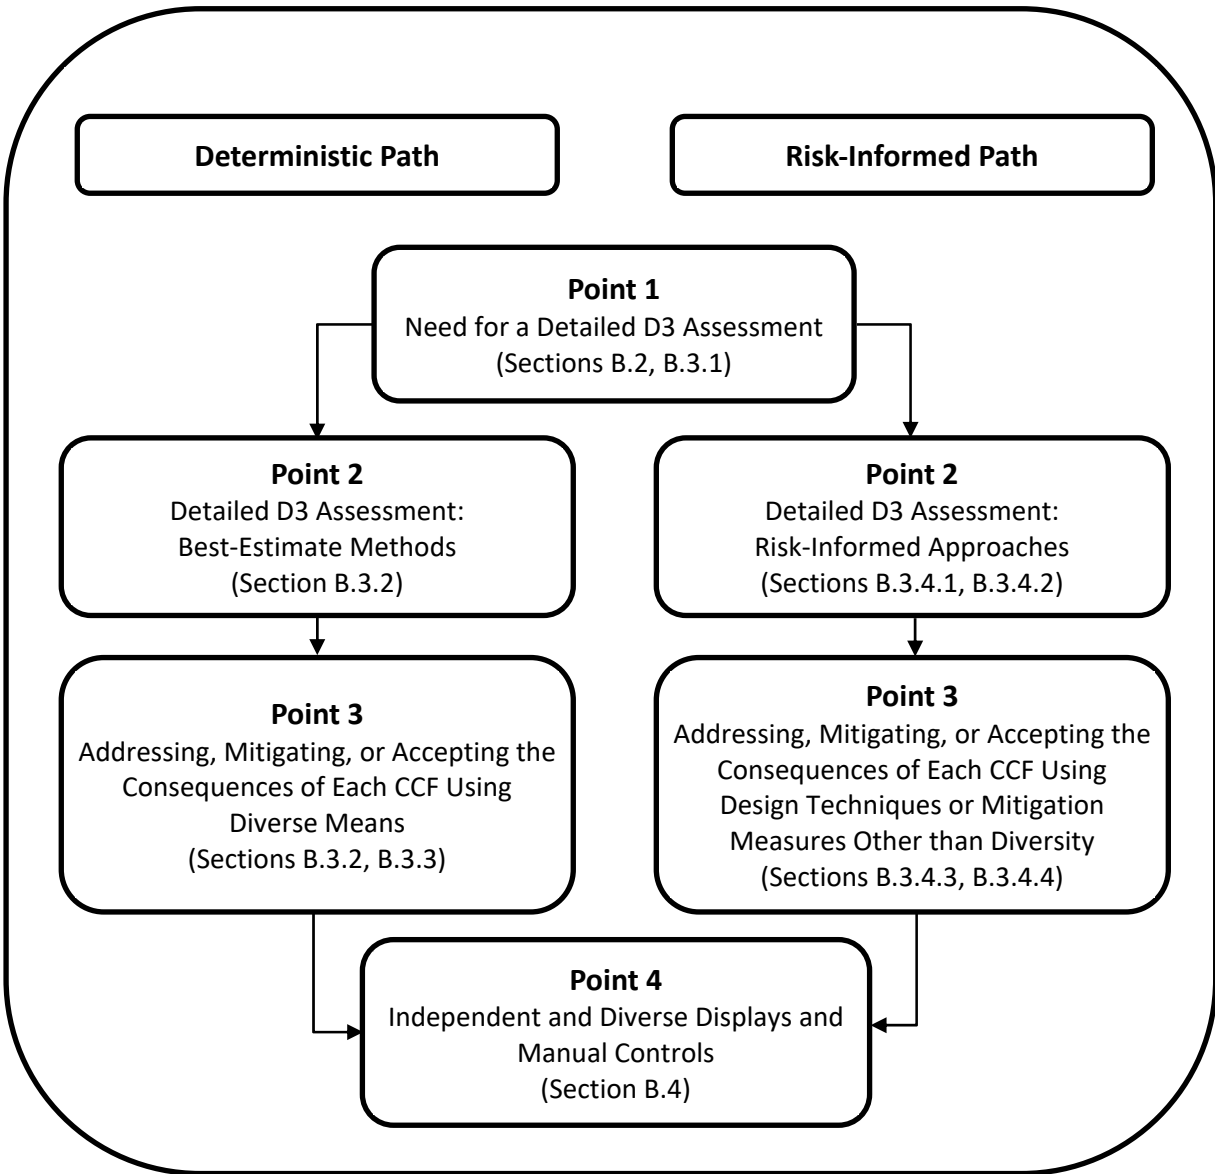 Deterministic Path
Risk-Informed Path
Point 1
Need for a Detailed D3 Assessment
(Sections B.2, B.3.1)
Point 2
Detailed D3 Assessment:
Best-Estimate Methods
(Section B.3.2)
Point 2
Detailed D3 Assessment:
Risk-Informed Approaches
(Sections B.3.4.1, B.3.4.2)
Point 3
Addressing, Mitigating, or Accepting the
Consequences of Each CCF Using
Diverse Means
(Sections B.3.2, B.3.3)
Point 3
Addressing, Mitigating, or Accepting the
Consequences of Each CCF Using
Design Techniques or Mitigation
Measures Other than Diversity
(Sections B.3.4.3, B.3.4.4)
Point 4
Independent and Diverse Displays and
Manual Controls
(Section B.4)